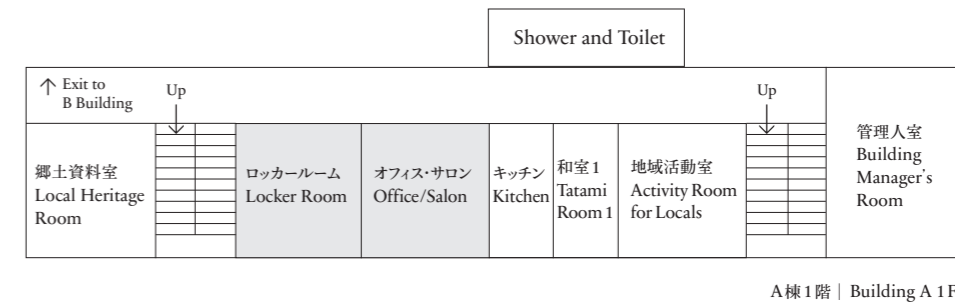 Shower and Toilet
↑ Exit to
B Building
Up
Up
郷土資料室
Local Heritage
Room
ロッカールーム
Locker Room
オフィス・サロン
Office/Salon
キッチン
Kitchen
和室1
Tatami
Room 1
地域活動室
Activity Room
for Locals
管理人室
Building
Manager's
Room
A棟1階 | Building A 1F